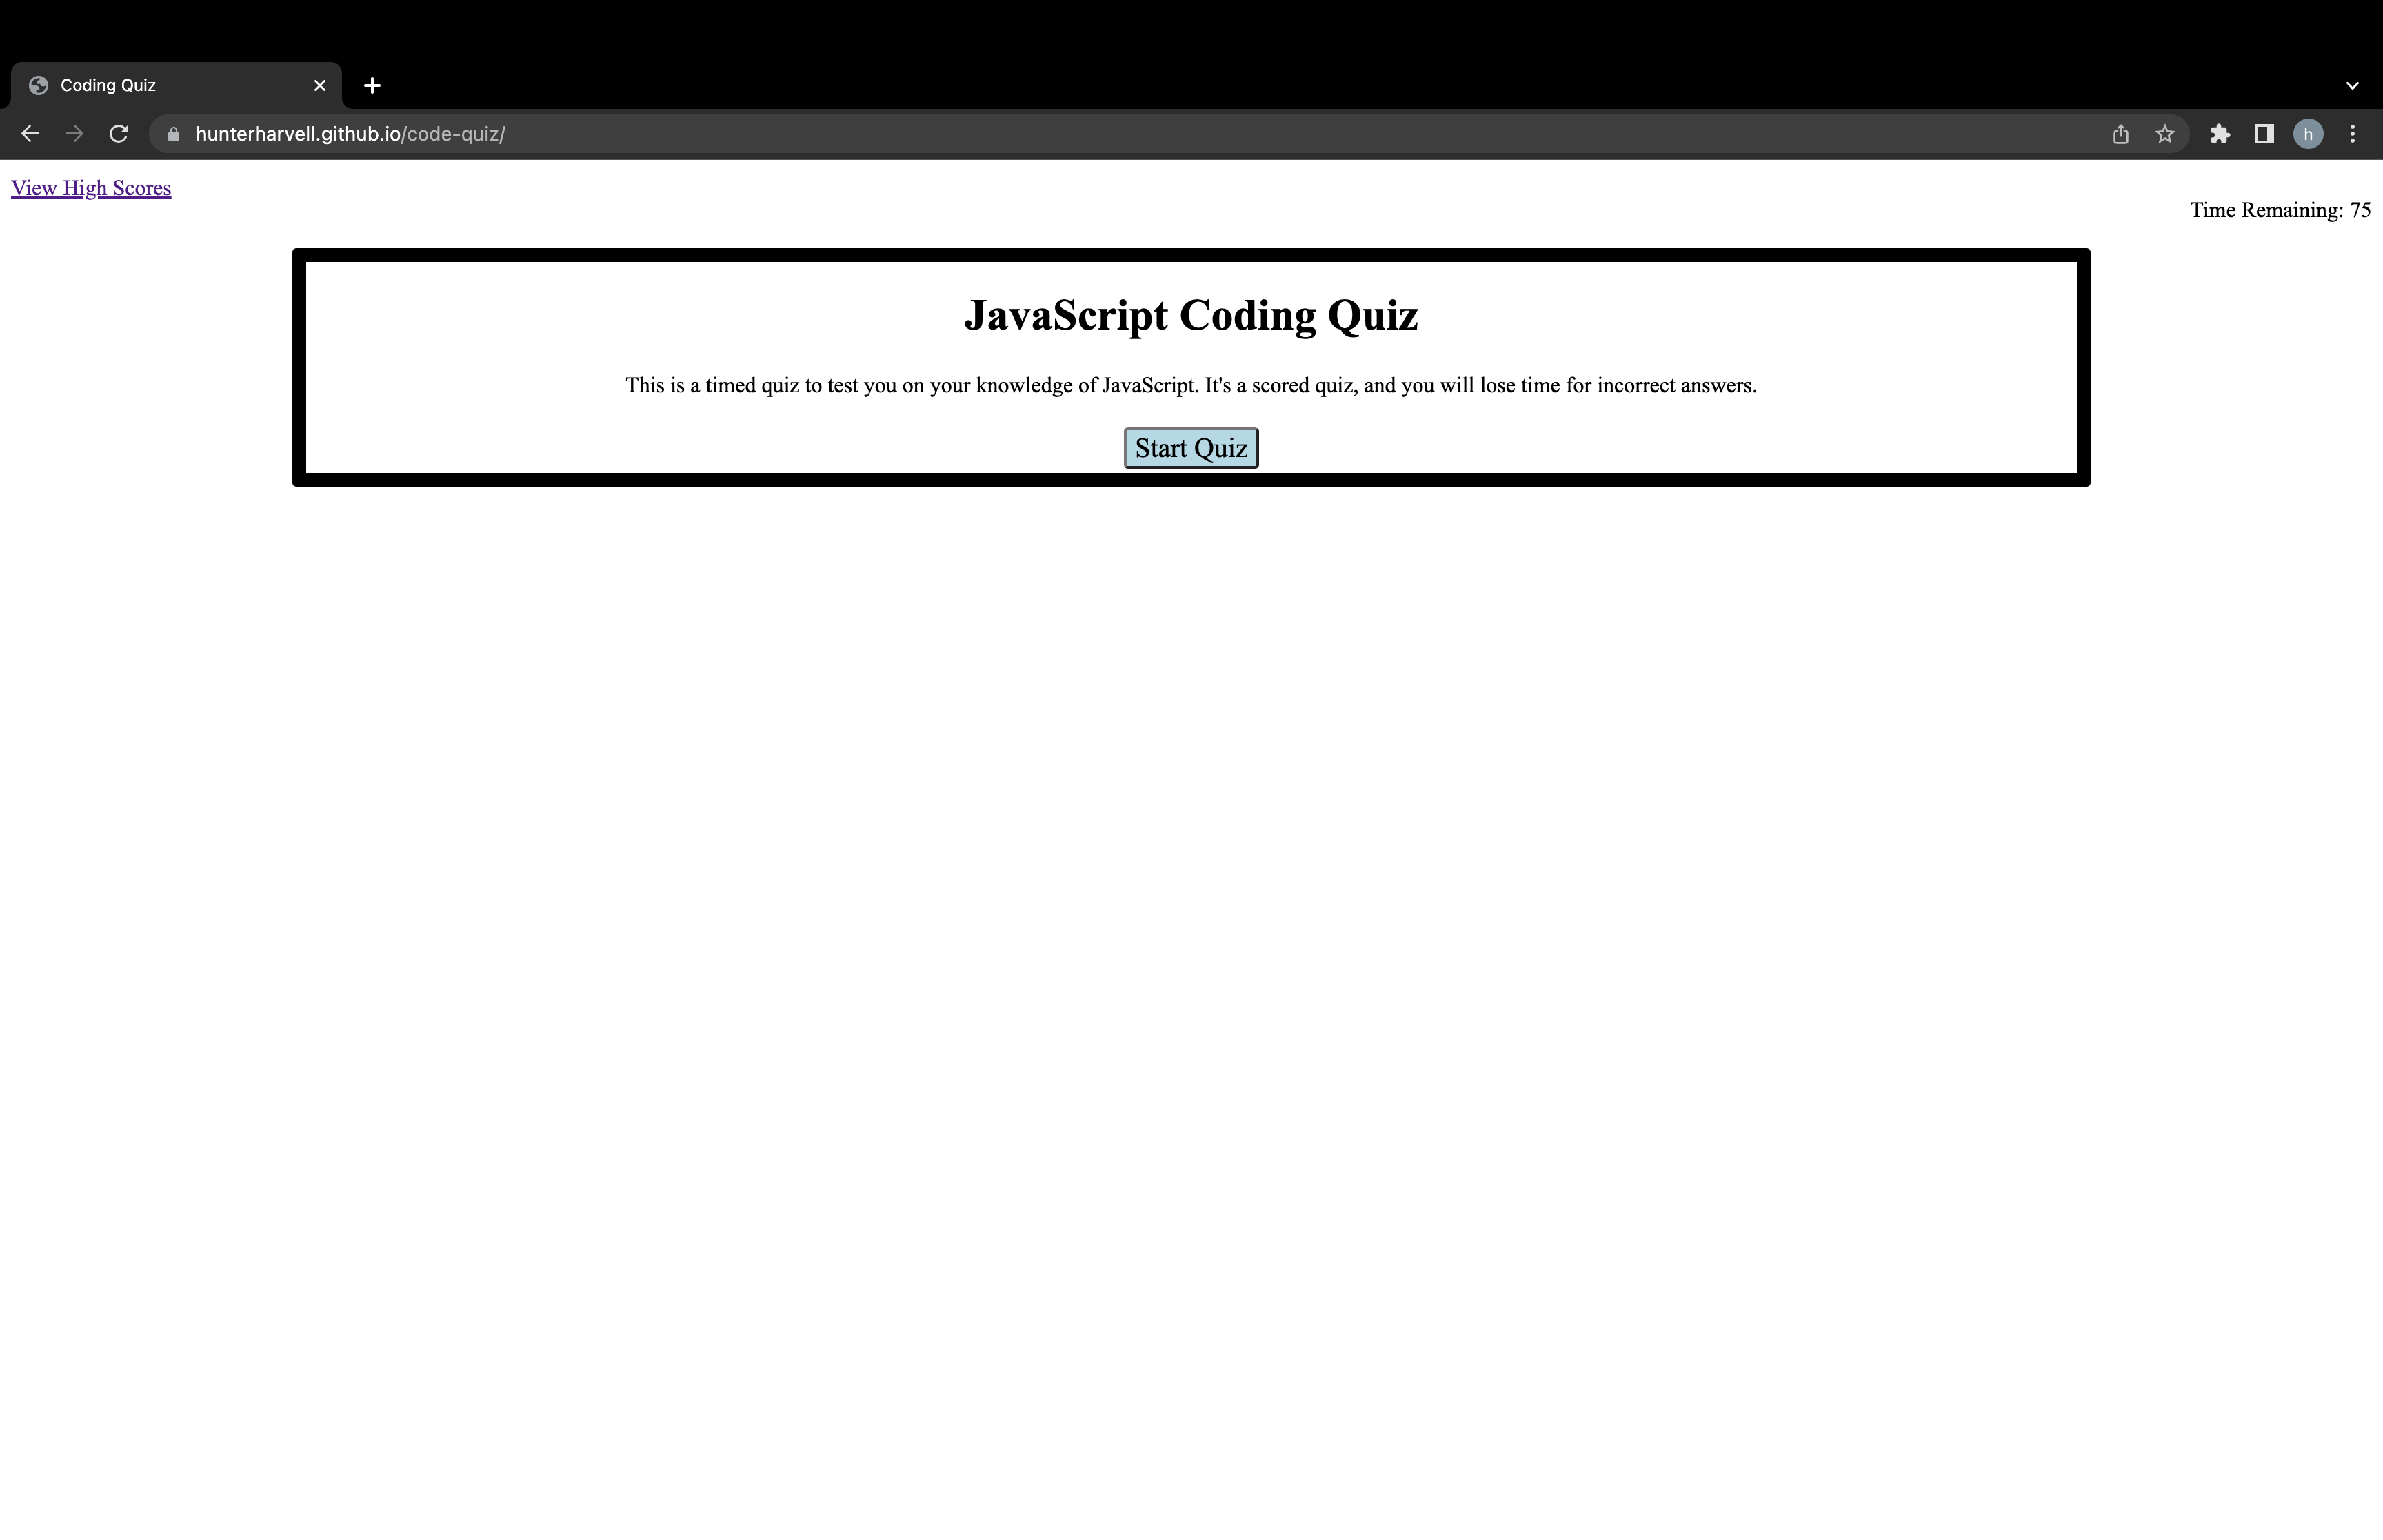 Coding Quiz
hunterharvell.github.io/code-quiz/
h
View High Scores
Time Remaining: 75
JavaScript Coding Quiz
This is a timed quiz to test you on your knowledge of JavaScript. It's a scored quiz, and you will lose time for incorrect answers.
Start Quiz